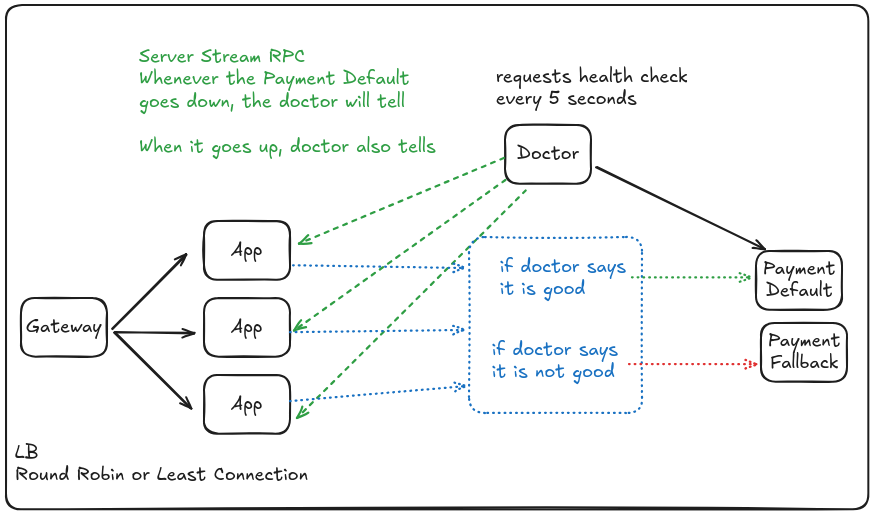 Server Stream RPC
Whenever the Payment Default
goes down, the doctor will tell
When it goes up, doctor also tells
requests health check
every 5 seconds
Doctor
App
App
App
Gateway
if doctor says
it is good
if doctor says
it is not good
Payment
Default
Payment
Fallback
LB
Round Robin or Least Connection